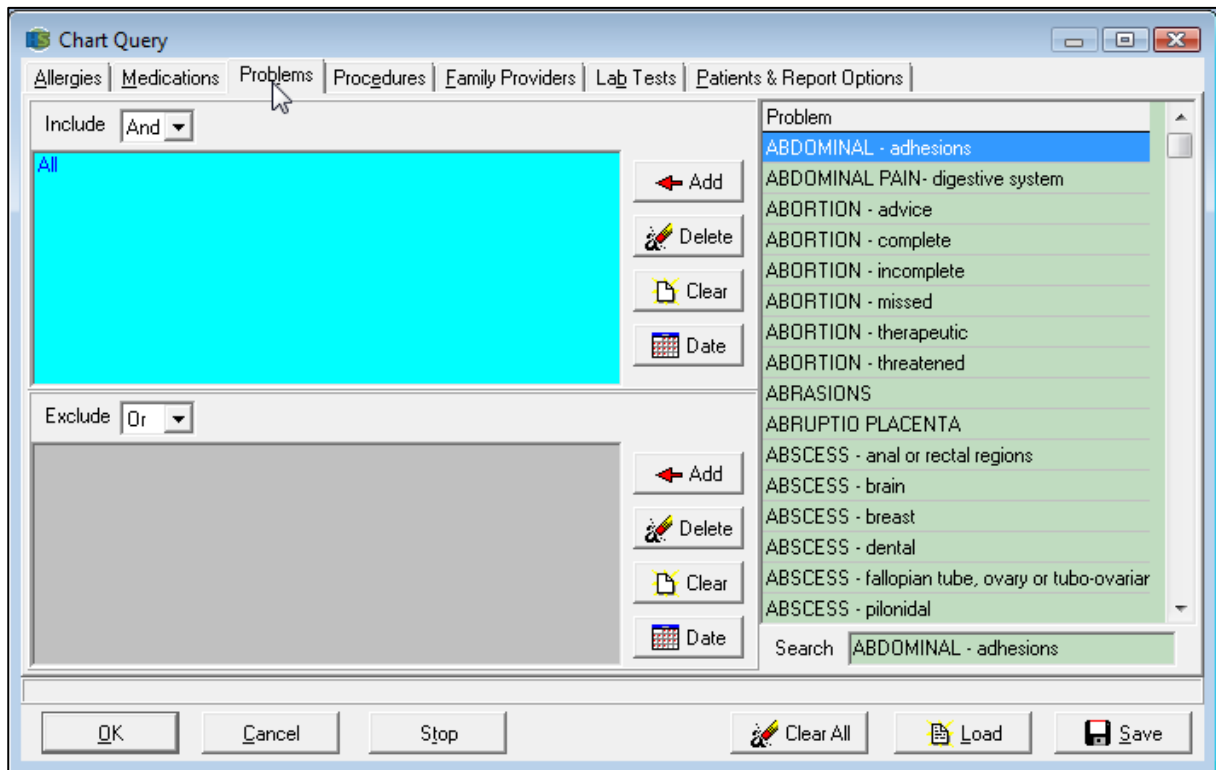 Chart Query
Allergies Medications Problems Procedures Family Providers Lab Tests Patients & Report Options
Include And
All
Add
Delete
Clear
Date
Exclude Or
Add
Delete
Clear
Date
Problem
ABDOMINAL - adhesions
ABDOMINAL PAIN- digestive system
ABORTION - advice
ABORTION - complete
ABORTION - incomplete
ABORTION - missed
ABORTION - therapeutic
ABORTION - threatened
ABRASIONS
ABRUPTIO PLACENTA
ABSCESS - anal or rectal regions
ABSCESS - brain
ABSCESS - breast
ABSCESS - dental
ABSCESS - fallopian tube, ovary or tubo-ovariar
ABSCESS - pilonidal
Search ABDOMINAL - adhesions
OK Cancel Stop Clear All Load Save